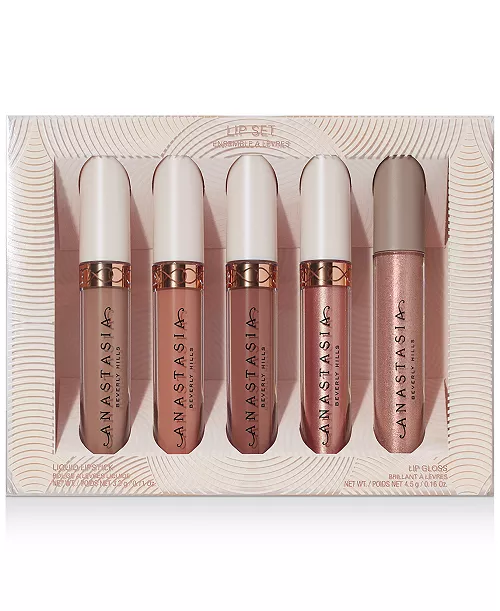 LIP SET
ENSEMBLE À LÈVRES
ANASTASIA
BEVERLY HILLS
ANASTASIA
BEVERLY HILLS
ANASTASIA
BEVERLY HILLS
ANASTASIA
BEVERLY HILLS
ANASTASIA
BEVERLY HILLS
LIQUID LIPSTICK
ROUGE À LÈVRES LIQUIDE
NET WT. / POIDS NET 3.2 g / 0.11 Oz.
LIP GLOSS
BRILLANT À LÈVRES
NET WT. / POIDS NET 4.5 g / 0.16 Oz.